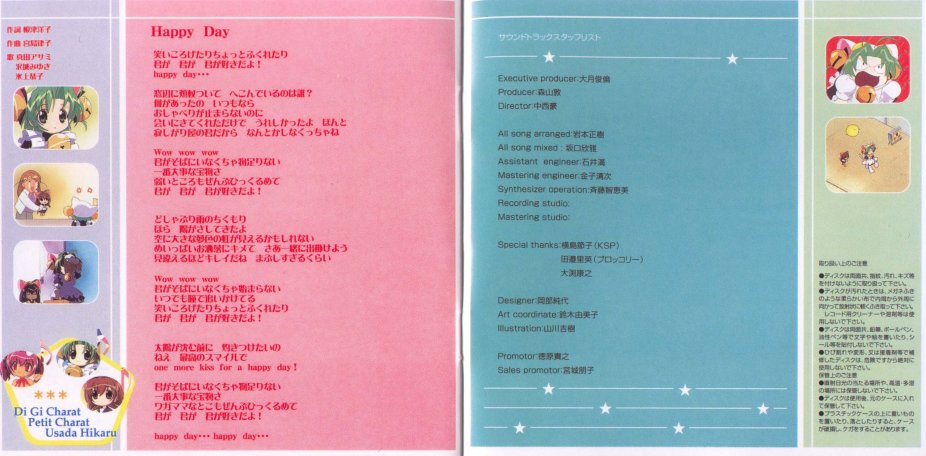 作詞 榎津洋子
作曲 宮島律子
歌 真田アサミ
沢城みゆき
氷上恭子
Di Gi Charat
Petit Charat
Usada Hikaru
Happy Day
笑いころげたりちょっとふくれたり
君が 君が 君が好きだよ！
happy day･･･
窓辺に頬杖ついて へこんでいるのは誰？
何があったの いつもなら
おしゃべりが止まらないのに
会いにきてくれただけで うれしかったよ ほんと
寂しがり屋の君だから なんとかしなくっちゃね
Wow wow wow
君がそばにいなくちゃ物足りない
一番大事な宝物さ
弱いところもぜんぶひっくるめて
君が 君が 君が好きだよ！
どしゃぶり雨のちくもり
ほら 陽がさしてきたよ
空に大きな夢色の虹が見えるかもしれない
めいっぱいお洒落にキメて さあ一緒に出掛けよう
見違えるほどキレイだね まぶしすぎるくらい
Wow wow wow
君がそばにいなくちゃ始まらない
いつでも瞳で追いかけてる
笑いころげたりちょっとふくれたり
君が 君が 君が好きだよ！
太陽が沈む前に 灼きつけたいの
ねえ 最高のスマイルで
one more kiss for a happy day！
君がそばにいなくちゃ物足りない
一番大事な宝物さ
ワガママなとこもぜんぶひっくるめて
君が 君が 君が好きだよ！
happy day･･･ happy day･･･
サウンドトラックスタッフリスト
Executive producer:大月俊倫
Producer:森山敦
Director:中西豪
All song arranged:岩本正樹
All song mixed : 坂口欣雅
Assistant engineer:石井満
Mastering engineer:金子清次
Synthesizer operation:斉藤智恵美
Recording studio:
Mastering studio:
Special thanks:横島節子(KSP)
田邊里英(ブロッコリー)
大渕康之
Designer:岡部純代
Art coordinate:鈴木由美子
Illustration:山川吉樹
Promotor:徳原貴之
Sales promotor:宮城朋子
取り扱い上のご注意
●ディスクは両面共、指紋、汚れ、キズ等
を付けないように取り扱って下さい。
●ディスクが汚れたときは、メガネふき
のような柔らかい布で内周から外周に
向かって放射状に軽くふき取って下さい。
レコード用クリーナーや溶剤等は使
用しないで下さい。
●ディスクは両面共、鉛筆、ボールペン、
油性ペン等で文字や絵を書いたり、シ
ール等を貼付しないで下さい。
●ひび割れや変形、又は接着剤等で補
修したディスクは、危険ですから絶対に
使用しないで下さい。
保管上のご注意
●直射日光の当たる場所や、高温・多湿
の場所には保管しないで下さい。
●ディスクは使用後、元のケースに入れ
て保管して下さい。
●プラスチックケースの上に重いもの
を置いたり、落としたりすると、ケース
が破損し、ケガをすることがあります。